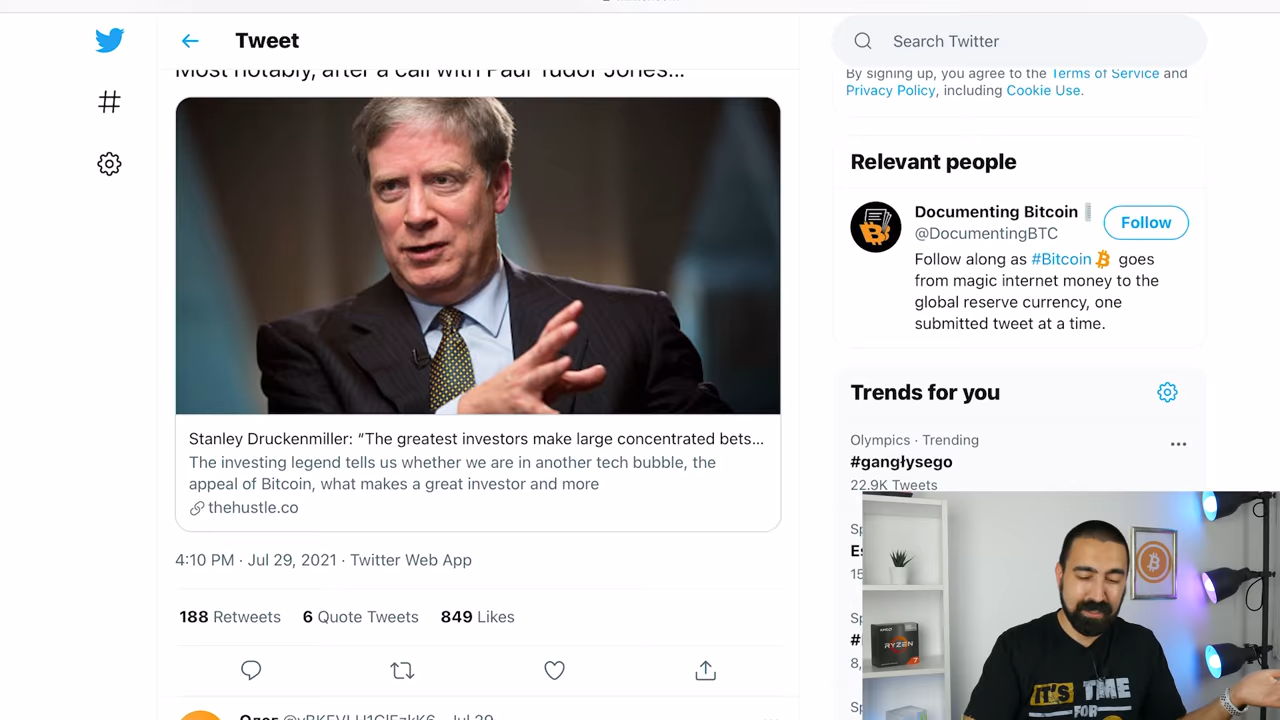 Tweet
Search Twitter
Most notably, after a call with Paul Tudor Jones...
By signing up, you agree to the Terms of Service and
Privacy Policy, including Cookie Use.
Relevant people
Documenting Bitcoin
@DocumentingBTC
Follow
Follow along as #Bitcoin goes
from magic internet money to the
global reserve currency, one
submitted tweet at a time.
Stanley Druckenmiller: “The greatest investors make large concentrated bets...
The investing legend tells us whether we are in another tech bubble, the
appeal of Bitcoin, what makes a great investor and more
thehustle.co
4:10 PM · Jul 29, 2021 · Twitter Web App
188 Retweets 6 Quote Tweets 849 Likes
Trends for you
Olympics · Trending
#gangłysego
22.9K Tweets
AMD
RYZEN
7
IT'S TIME
FOR